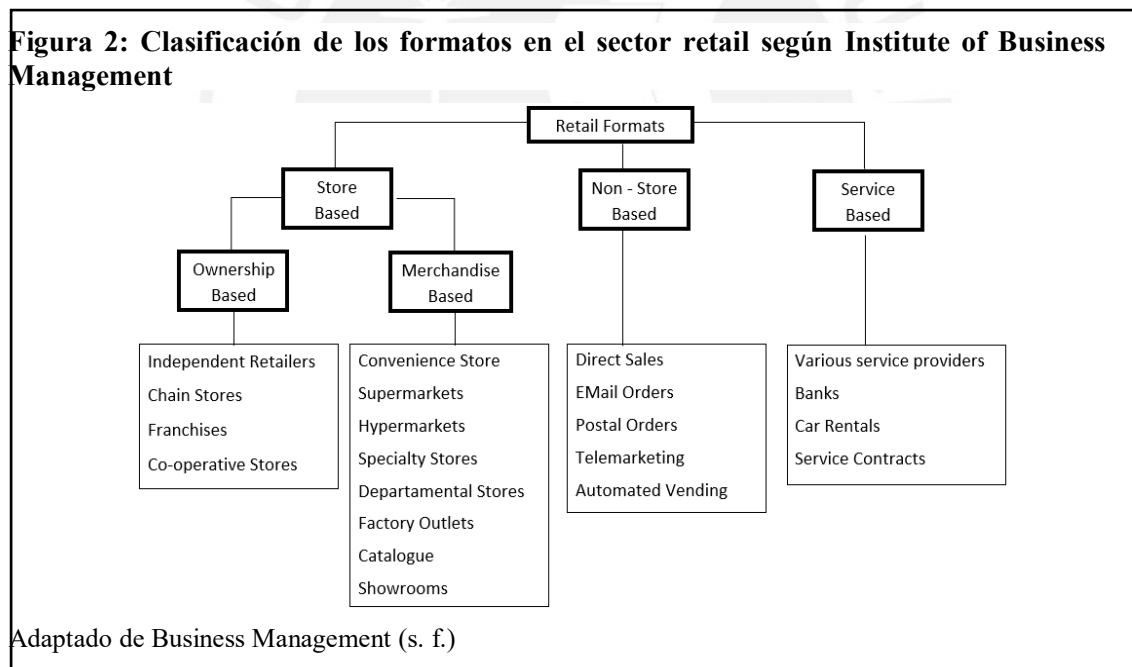 Figura 2: Clasificación de los formatos en el sector retail según Institute of Business
Management
Retail Formats
Store
Based
Non - Store
Based
Service
Based
Ownership
Based
Merchandise
Based
Independent Retailers
Chain Stores
Franchises
Co-operative Stores
Convenience Store
Supermarkets
Hypermarkets
Specialty Stores
Departamental Stores
Factory Outlets
Catalogue
Showrooms
Direct Sales
EMail Orders
Postal Orders
Telemarketing
Automated Vending
Various service providers
Banks
Car Rentals
Service Contracts
Adaptado de Business Management (s. f.)